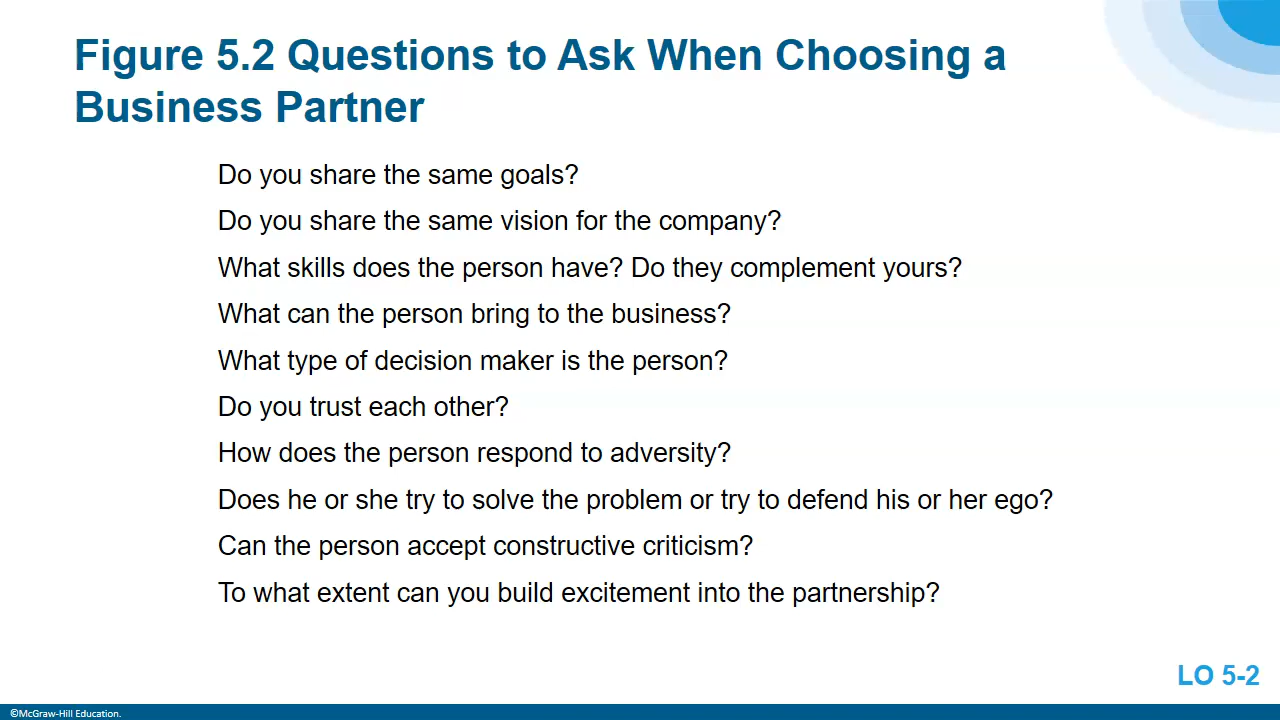 Figure 5.2 Questions to Ask When Choosing a
Business Partner
Do you share the same goals?
Do you share the same vision for the company?
What skills does the person have? Do they complement yours?
What can the person bring to the business?
What type of decision maker is the person?
Do you trust each other?
How does the person respond to adversity?
Does he or she try to solve the problem or try to defend his or her ego?
Can the person accept constructive criticism?
To what extent can you build excitement into the partnership?
LO 5-2
©McGraw-Hill Education.